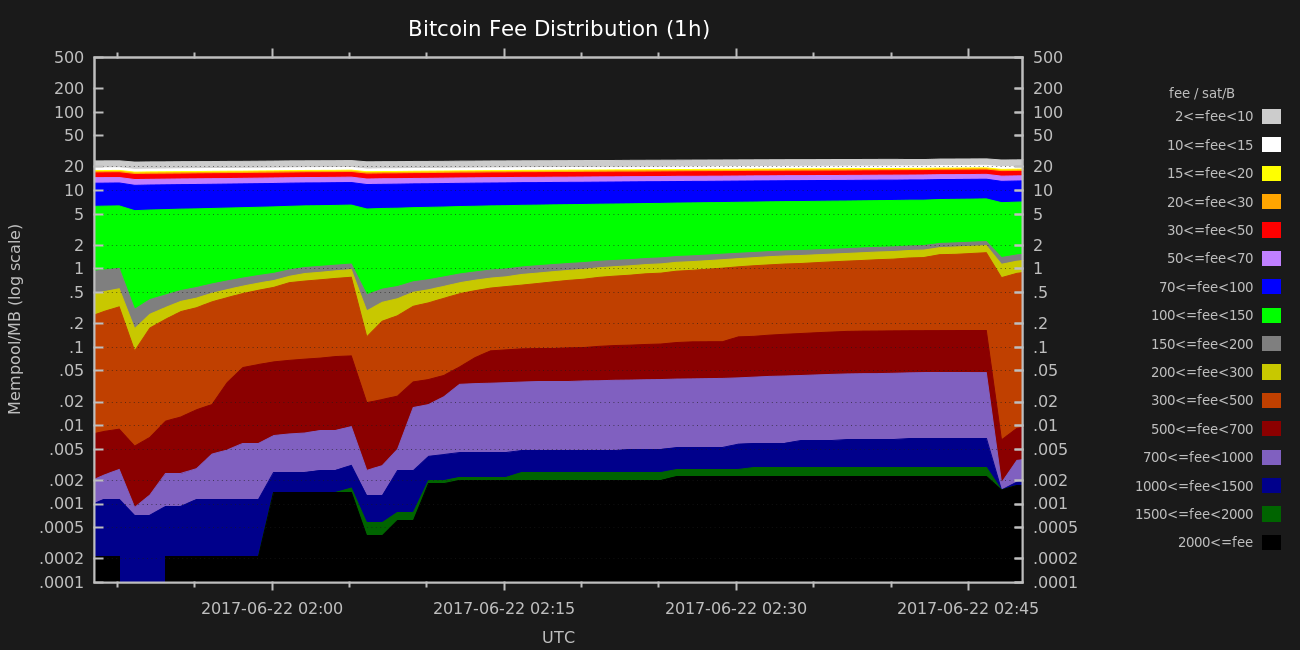 Bitcoin Fee Distribution (1h)
500
200
100
50
20
10
5
2
1
.5
.2
.1
.05
.02
.01
.005
.002
.001
.0005
.0002
.0001
Mempool/MB (log scale)
500
200
100
50
20
10
5
2
1
.5
.2
.1
.05
.02
.01
.005
.002
.001
.0005
.0002
.0001
2017-06-22 02:00
2017-06-22 02:15
2017-06-22 02:30
2017-06-22 02:45
UTC
fee / sat/B
2<=fee<10
10<=fee<15
15<=fee<20
20<=fee<30
30<=fee<50
50<=fee<70
70<=fee<100
100<=fee<150
150<=fee<200
200<=fee<300
300<=fee<500
500<=fee<700
700<=fee<1000
1000<=fee<1500
1500<=fee<2000
2000<=fee